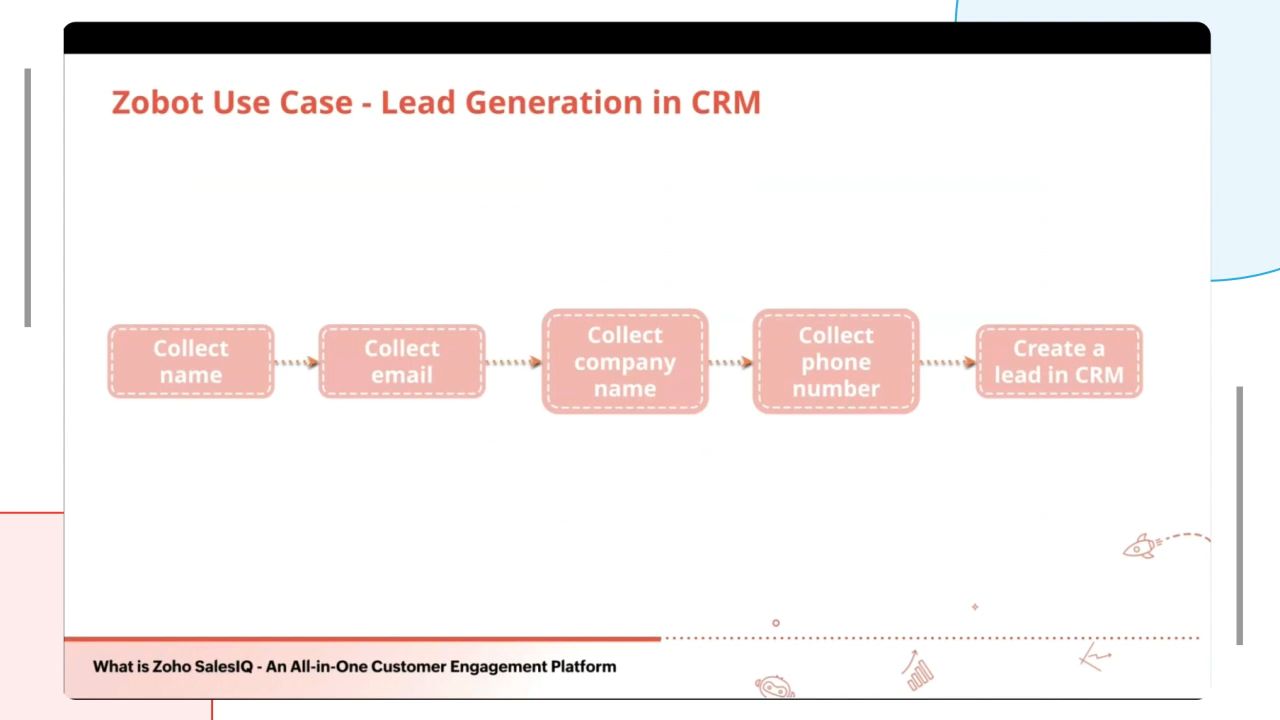 Zobot Use Case - Lead Generation in CRM
Collect
name
Collect
email
Collect
company
name
Collect
phone
number
Create a
lead in CRM
What is Zoho SalesIQ - An All-in-One Customer Engagement Platform